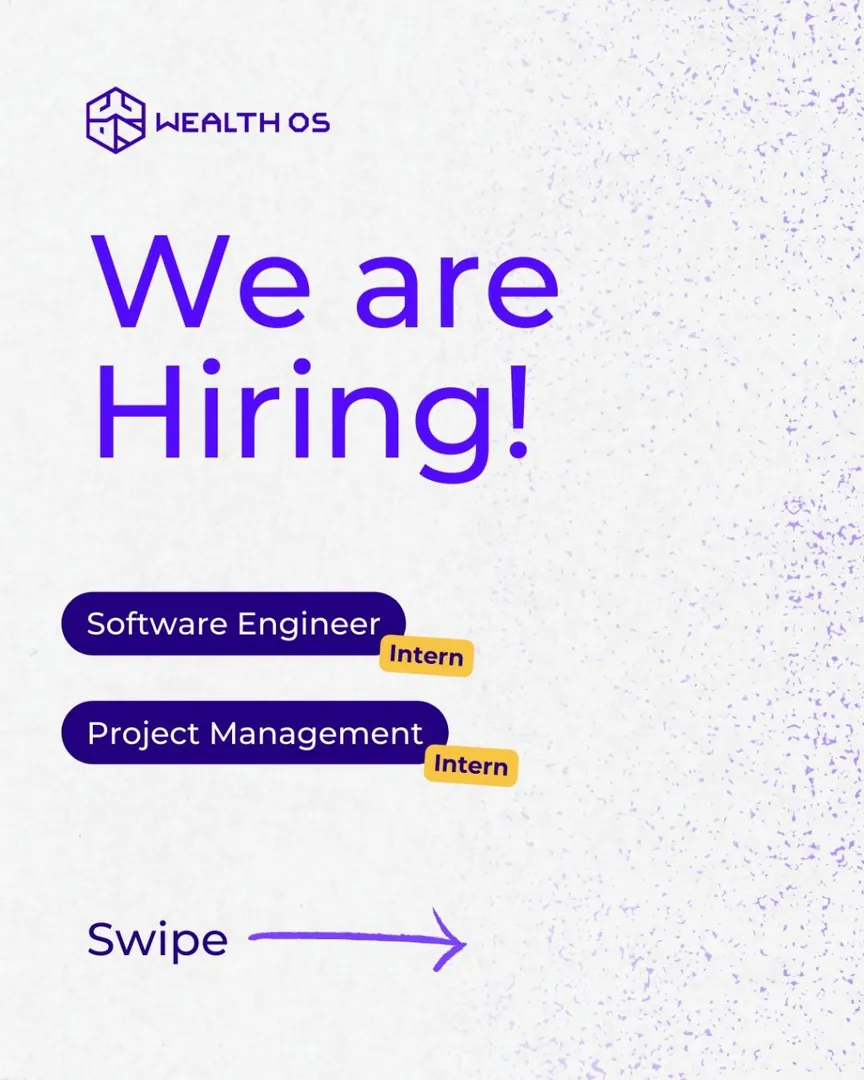 WEALTH OS
We are
Hiring!
Software Engineer
Intern
Project Management
Intern
Swipe